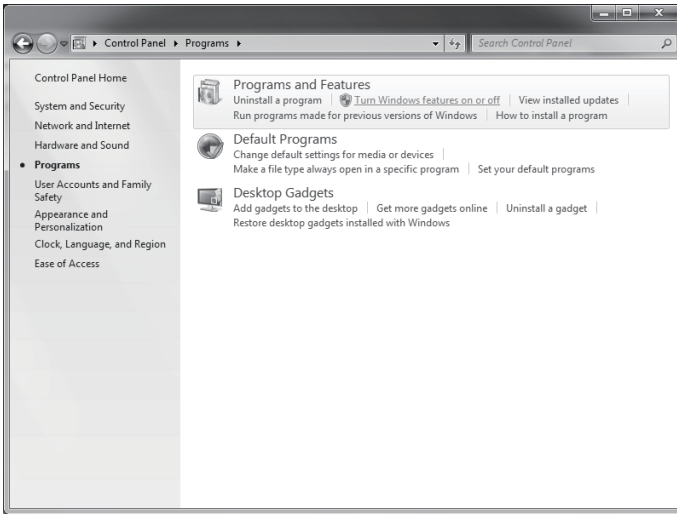 Control Panel ▸ Programs ▸
Search Control Panel
Control Panel Home
System and Security
Network and Internet
Hardware and Sound
Programs
User Accounts and Family
Safety
Appearance and
Personalization
Clock, Language, and Region
Ease of Access
Programs and Features
Uninstall a program | Turn Windows features on or off | View installed updates |
Run programs made for previous versions of Windows | How to install a program
Default Programs
Change default settings for media or devices |
Make a file type always open in a specific program | Set your default programs
Desktop Gadgets
Add gadgets to the desktop | Get more gadgets online | Uninstall a gadget |
Restore desktop gadgets installed with Windows